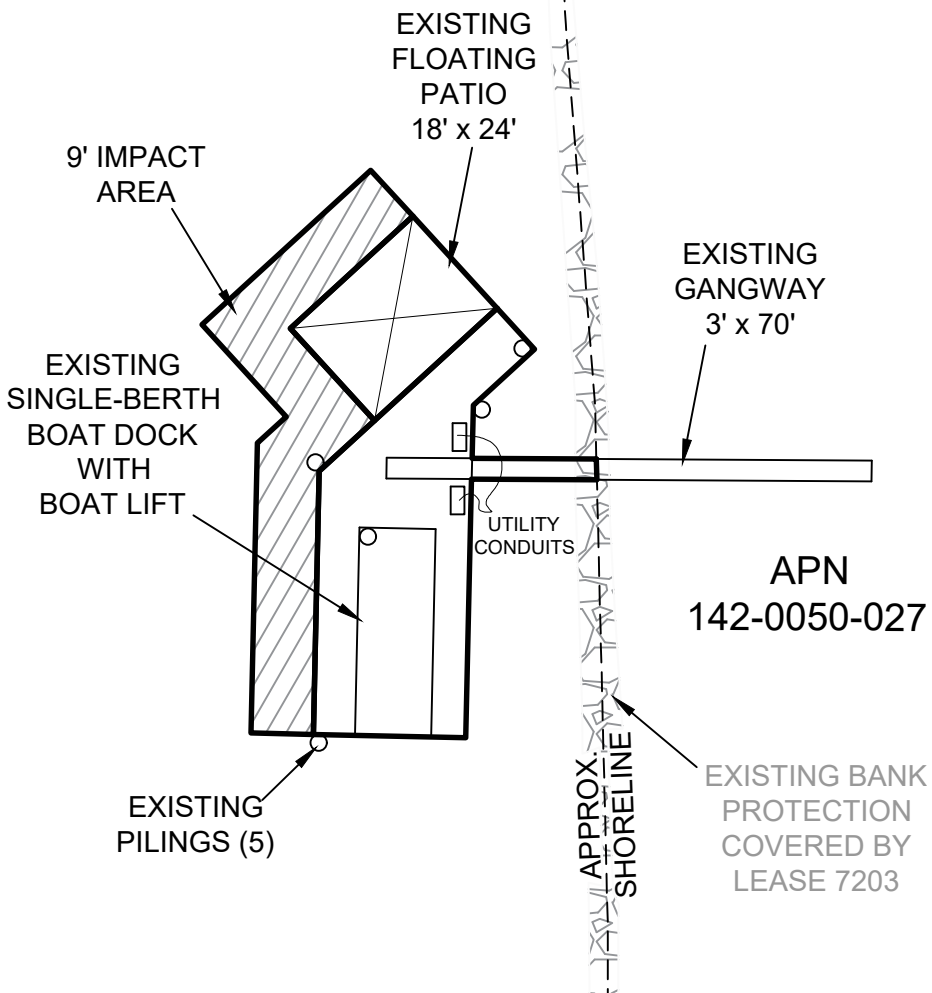 EXISTING
FLOATING
PATIO
18' x 24'
9' IMPACT
AREA
EXISTING
GANGWAY
3' x 70'
EXISTING
SINGLE-BERTH
BOAT DOCK
WITH
BOAT LIFT
UTILITY
CONDUITS
APN
142-0050-027
EXISTING
PILINGS (5)
APPROX.
SHORELINE
EXISTING BANK
PROTECTION
COVERED BY
LEASE 7203